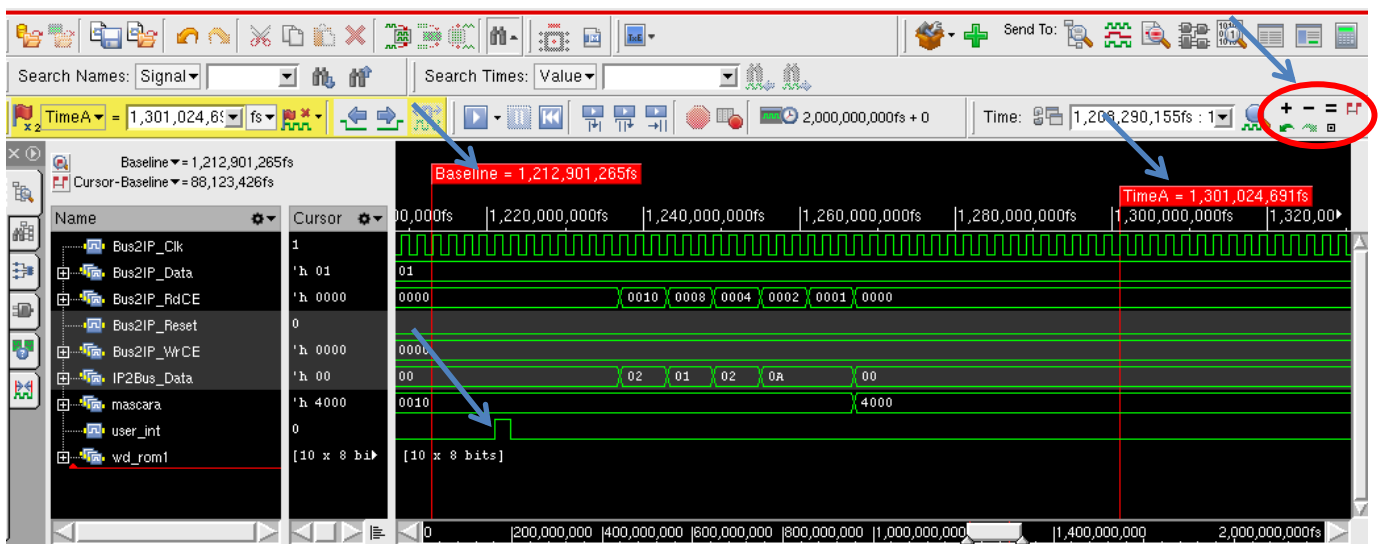 Send To:
Search Names: Signal Search Times: Value
TimeA = 1,301,024,69 fs 2,000,000,000fs + 0 Time: 1,208,290,155fs : 1
x2
Baseline = 1,212,901,265fs
Cursor-Baseline = 88,123,426fs
Baseline = 1,212,901,265fs
TimeA = 1,301,024,691fs
Name Cursor 00,000fs 1,220,000,000fs 1,240,000,000fs 1,260,000,000fs 1,280,000,000fs 1,300,000,000fs 1,320,00
Bus2IP_Clk 1
Bus2IP_Data 'h 01 01
Bus2IP_RdCE 'h 0000 0000 0010 0008 0004 0002 0001 0000
Bus2IP_Reset 0
Bus2IP_WrCE 'h 0000 0000
IP2Bus_Data 'h 00 00 02 01 02 0A 00
mascara 'h 4000 0010 4000
user_int 0
wd_rom1 [10 x 8 bi [10 x 8 bits]
0 200,000,000 400,000,000 600,000,000 800,000,000 1,000,000,000 1,400,000,000 2,000,000,000fs